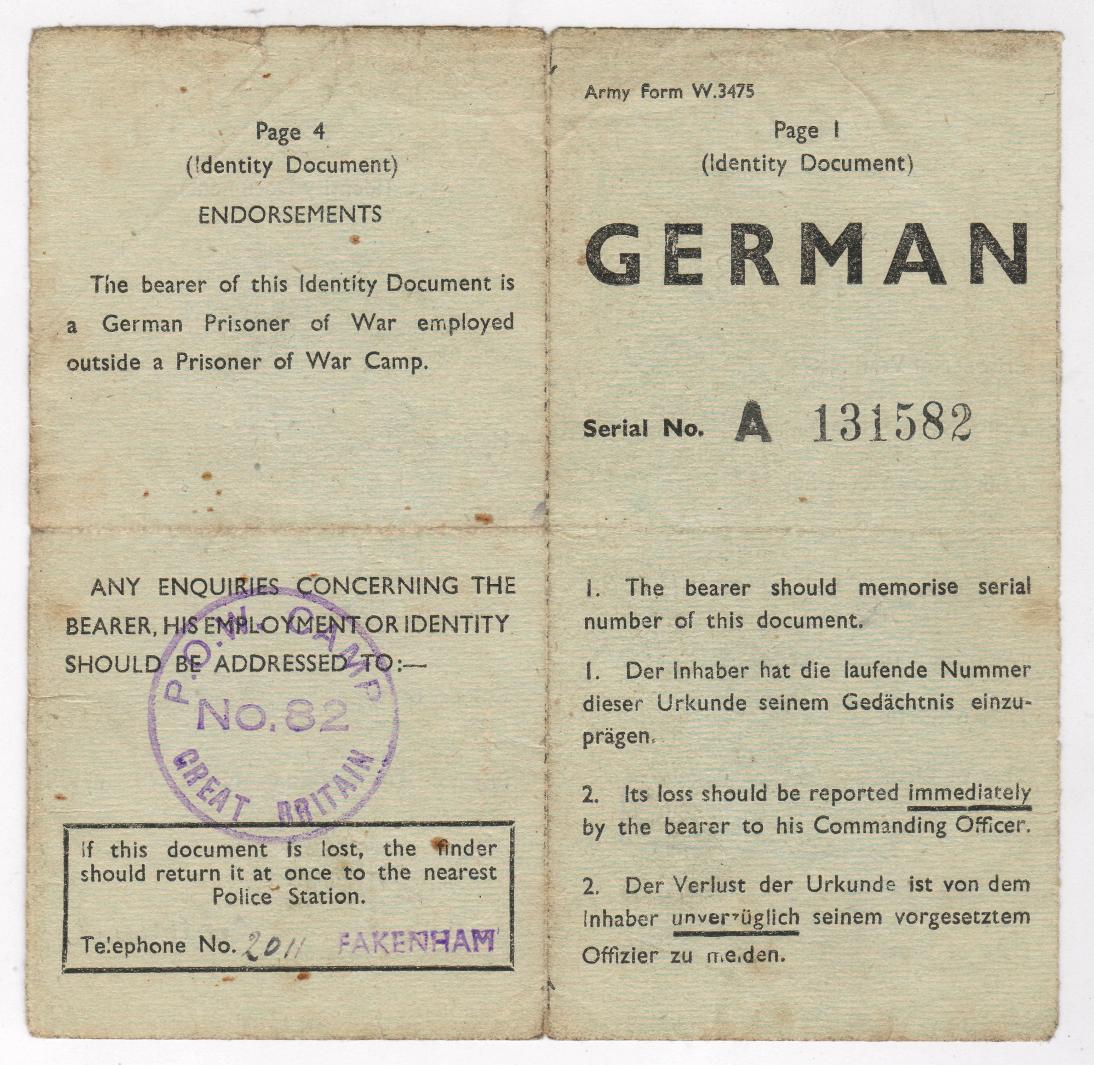 Page 4
(Identity Document)
ENDORSEMENTS
The bearer of this Identity Document is
a German Prisoner of War employed
outside a Prisoner of War Camp.
ANY ENQUIRIES CONCERNING THE
BEARER, HIS EMPLOYMENT OR IDENTITY
SHOULD BE ADDRESSED TO:—
P.O.W. CAMP
No. 82
GREAT BRITAIN
If this document is lost, the finder
should return it at once to the nearest
Police Station.
Telephone No. 2011 FAKENHAM
Army Form W.3475
Page 1
(Identity Document)
GERMAN
Serial No. A 131582
1. The bearer should memorise serial
number of this document.
1. Der Inhaber hat die laufende Nummer
dieser Urkunde seinem Gedächtnis einzu-
prägen.
2. Its loss should be reported immediately
by the bearer to his Commanding Officer.
2. Der Verlust der Urkunde ist von dem
Inhaber unverzüglich seinem vorgesetztem
Offizier zu melden.